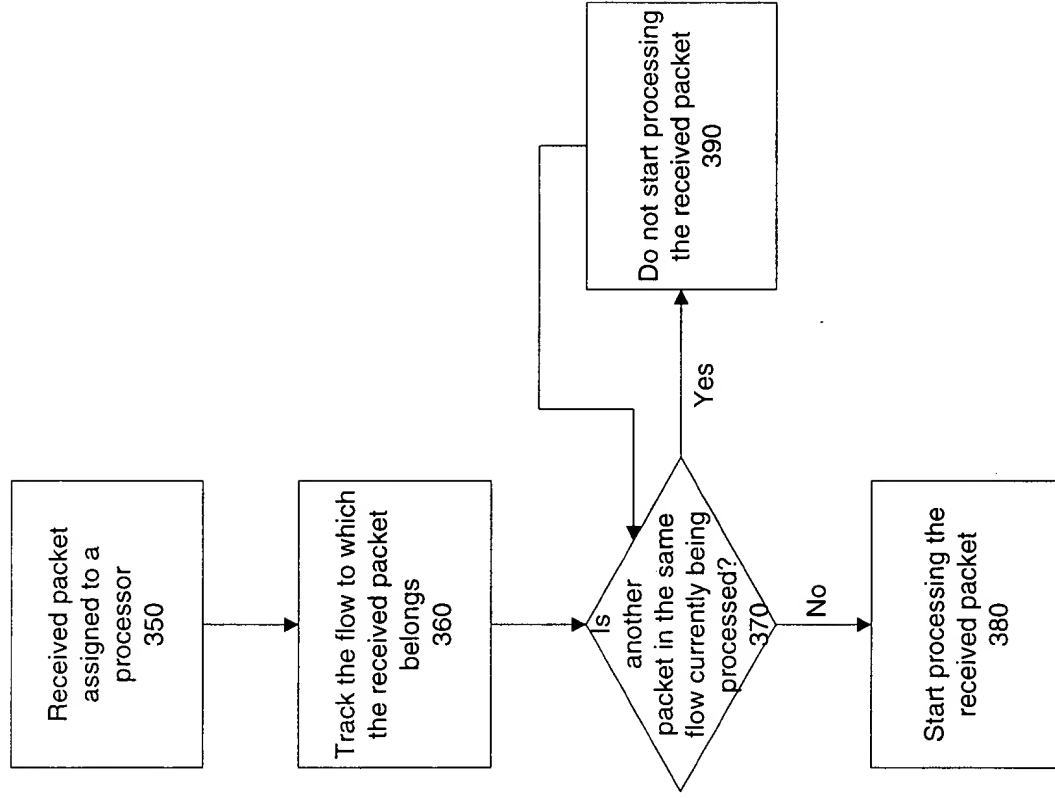 Received packet
assigned to a
processor
350
Track the flow to which
the received packet
belongs
360
Is
another
packet in the same
flow currently being
processed?
370
Yes
Do not start processing
the received packet
390
No
Start processing the
received packet
380